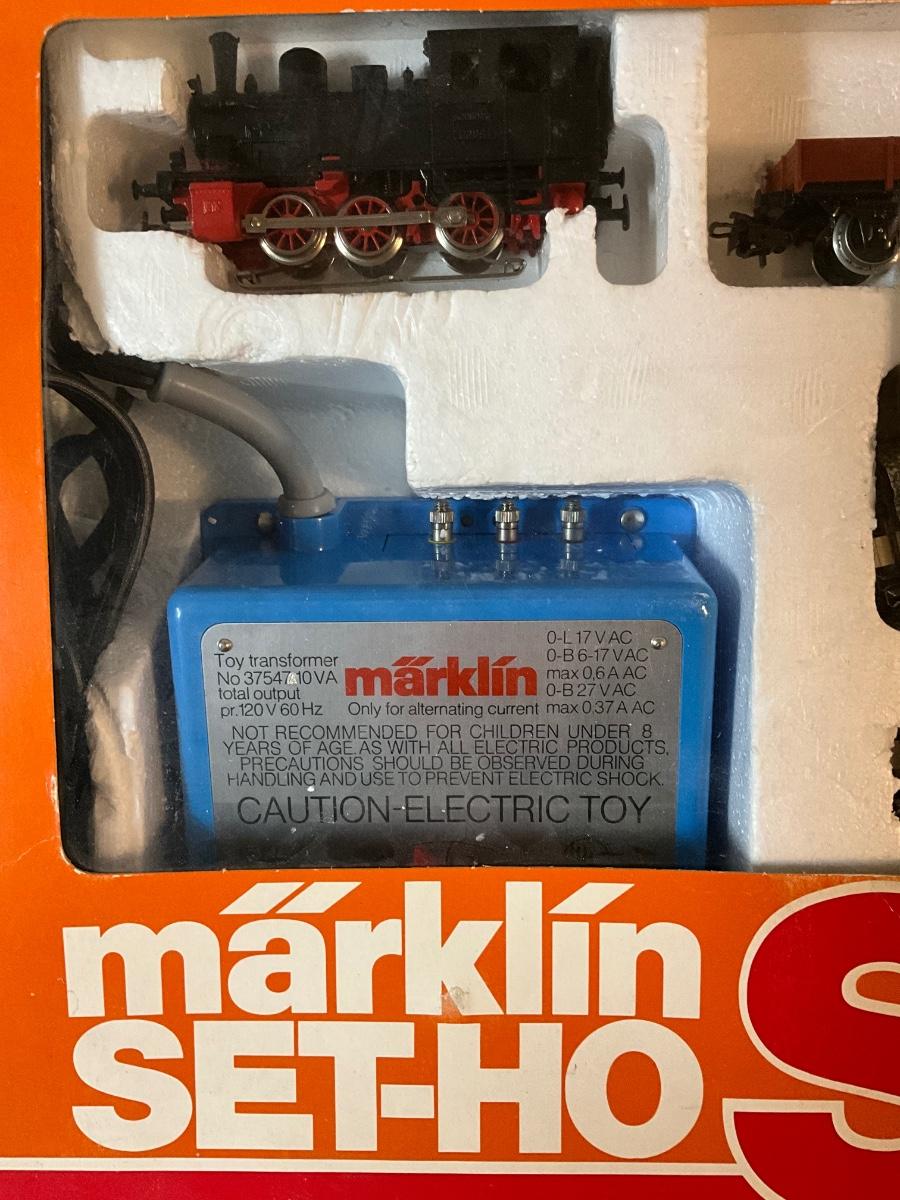 Toy transformer
No 3754710 VA
total output
pr. 120 V 60 Hz
märklin
Only for alternating current
0-L 17 V AC
0-B 6-17 VAC
max 0,6 A AC
0-B 27 V AC
max 0.37 A AC
NOT RECOMMENDED FOR CHILDREN UNDER 8
YEARS OF AGE. AS WITH ALL ELECTRIC PRODUCTS,
PRECAUTIONS SHOULD BE OBSERVED DURING
HANDLING AND USE TO PREVENT ELECTRIC SHOCK.
CAUTION-ELECTRIC TOY
märklin
SET-HO
S